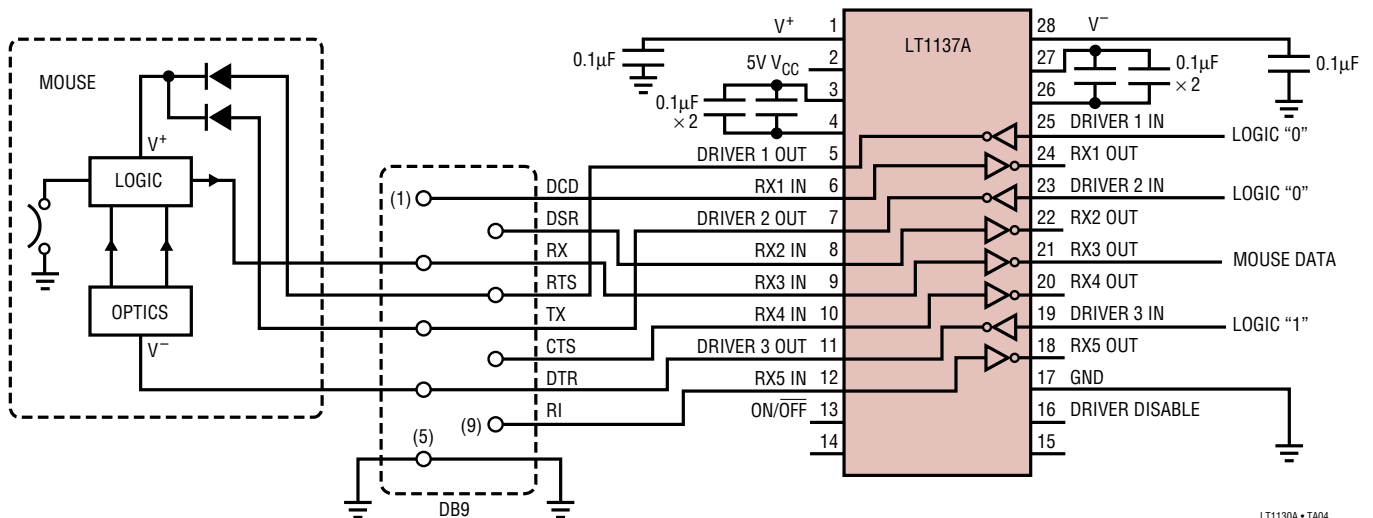 MOUSE
V+
LOGIC
OPTICS
V−
(1)
(9)
(5)
DB9
DCD
DSR
RX
RTS
TX
CTS
DTR
RI
0.1µF
V+
1
5V VCC
2
0.1µF
× 2
3
4
DRIVER 1 OUT
5
RX1 IN
6
DRIVER 2 OUT
7
RX2 IN
8
RX3 IN
9
RX4 IN
10
DRIVER 3 OUT
11
RX5 IN
12
ON/OFF
13
14
LT1137A
28
V−
0.1µF
27
0.1µF
× 2
26
25
DRIVER 1 IN
LOGIC “0”
24
RX1 OUT
23
DRIVER 2 IN
LOGIC “0”
22
RX2 OUT
21
RX3 OUT
MOUSE DATA
20
RX4 OUT
19
DRIVER 3 IN
LOGIC “1”
18
RX5 OUT
17
GND
16
DRIVER DISABLE
15
LT1130A • TA04